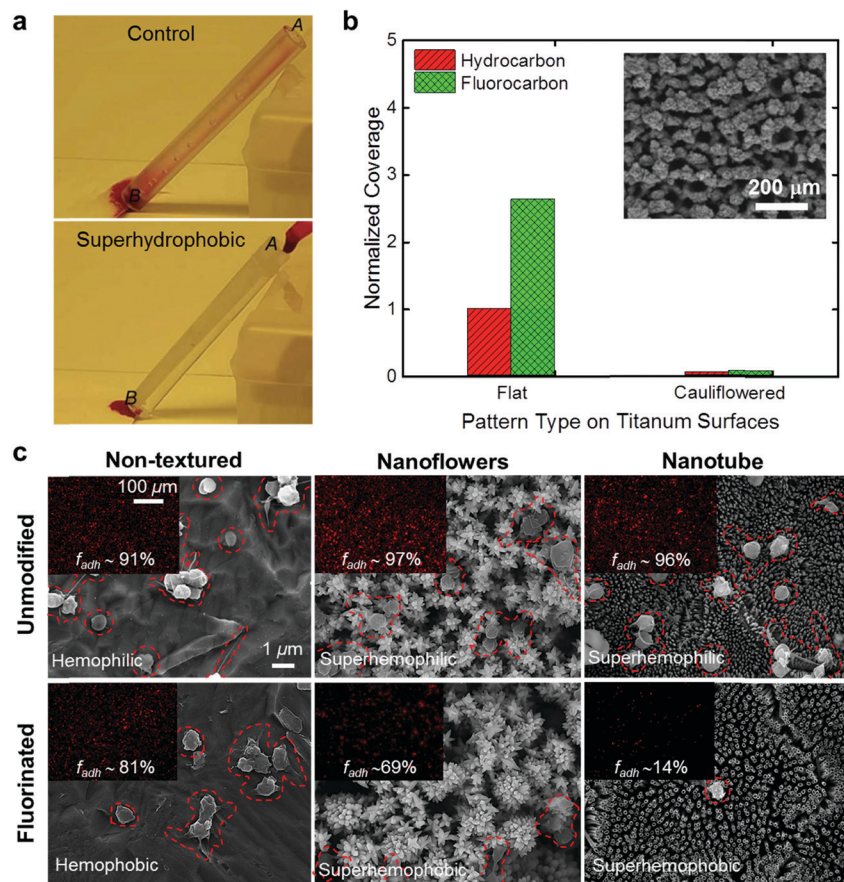 a
Control
A
B
Superhydrophobic
A
B
b
5
4
3
2
1
0
Normalized Coverage
Hydrocarbon
Fluorocarbon
200 μm
Flat
Cauliflowered
Pattern Type on Titanum Surfaces
c
Non-textured
Nanoflowers
Nanotube
Unmodified
100 μm
f_adh ~ 91%
1 μm
Hemophilic
f_adh ~ 97%
Superhemophilic
f_adh ~ 96%
Superhemophilic
Fluorinated
f_adh ~ 81%
Hemophobic
f_adh ~69%
Superhemophobic
f_adh ~14%
Superhemophobic